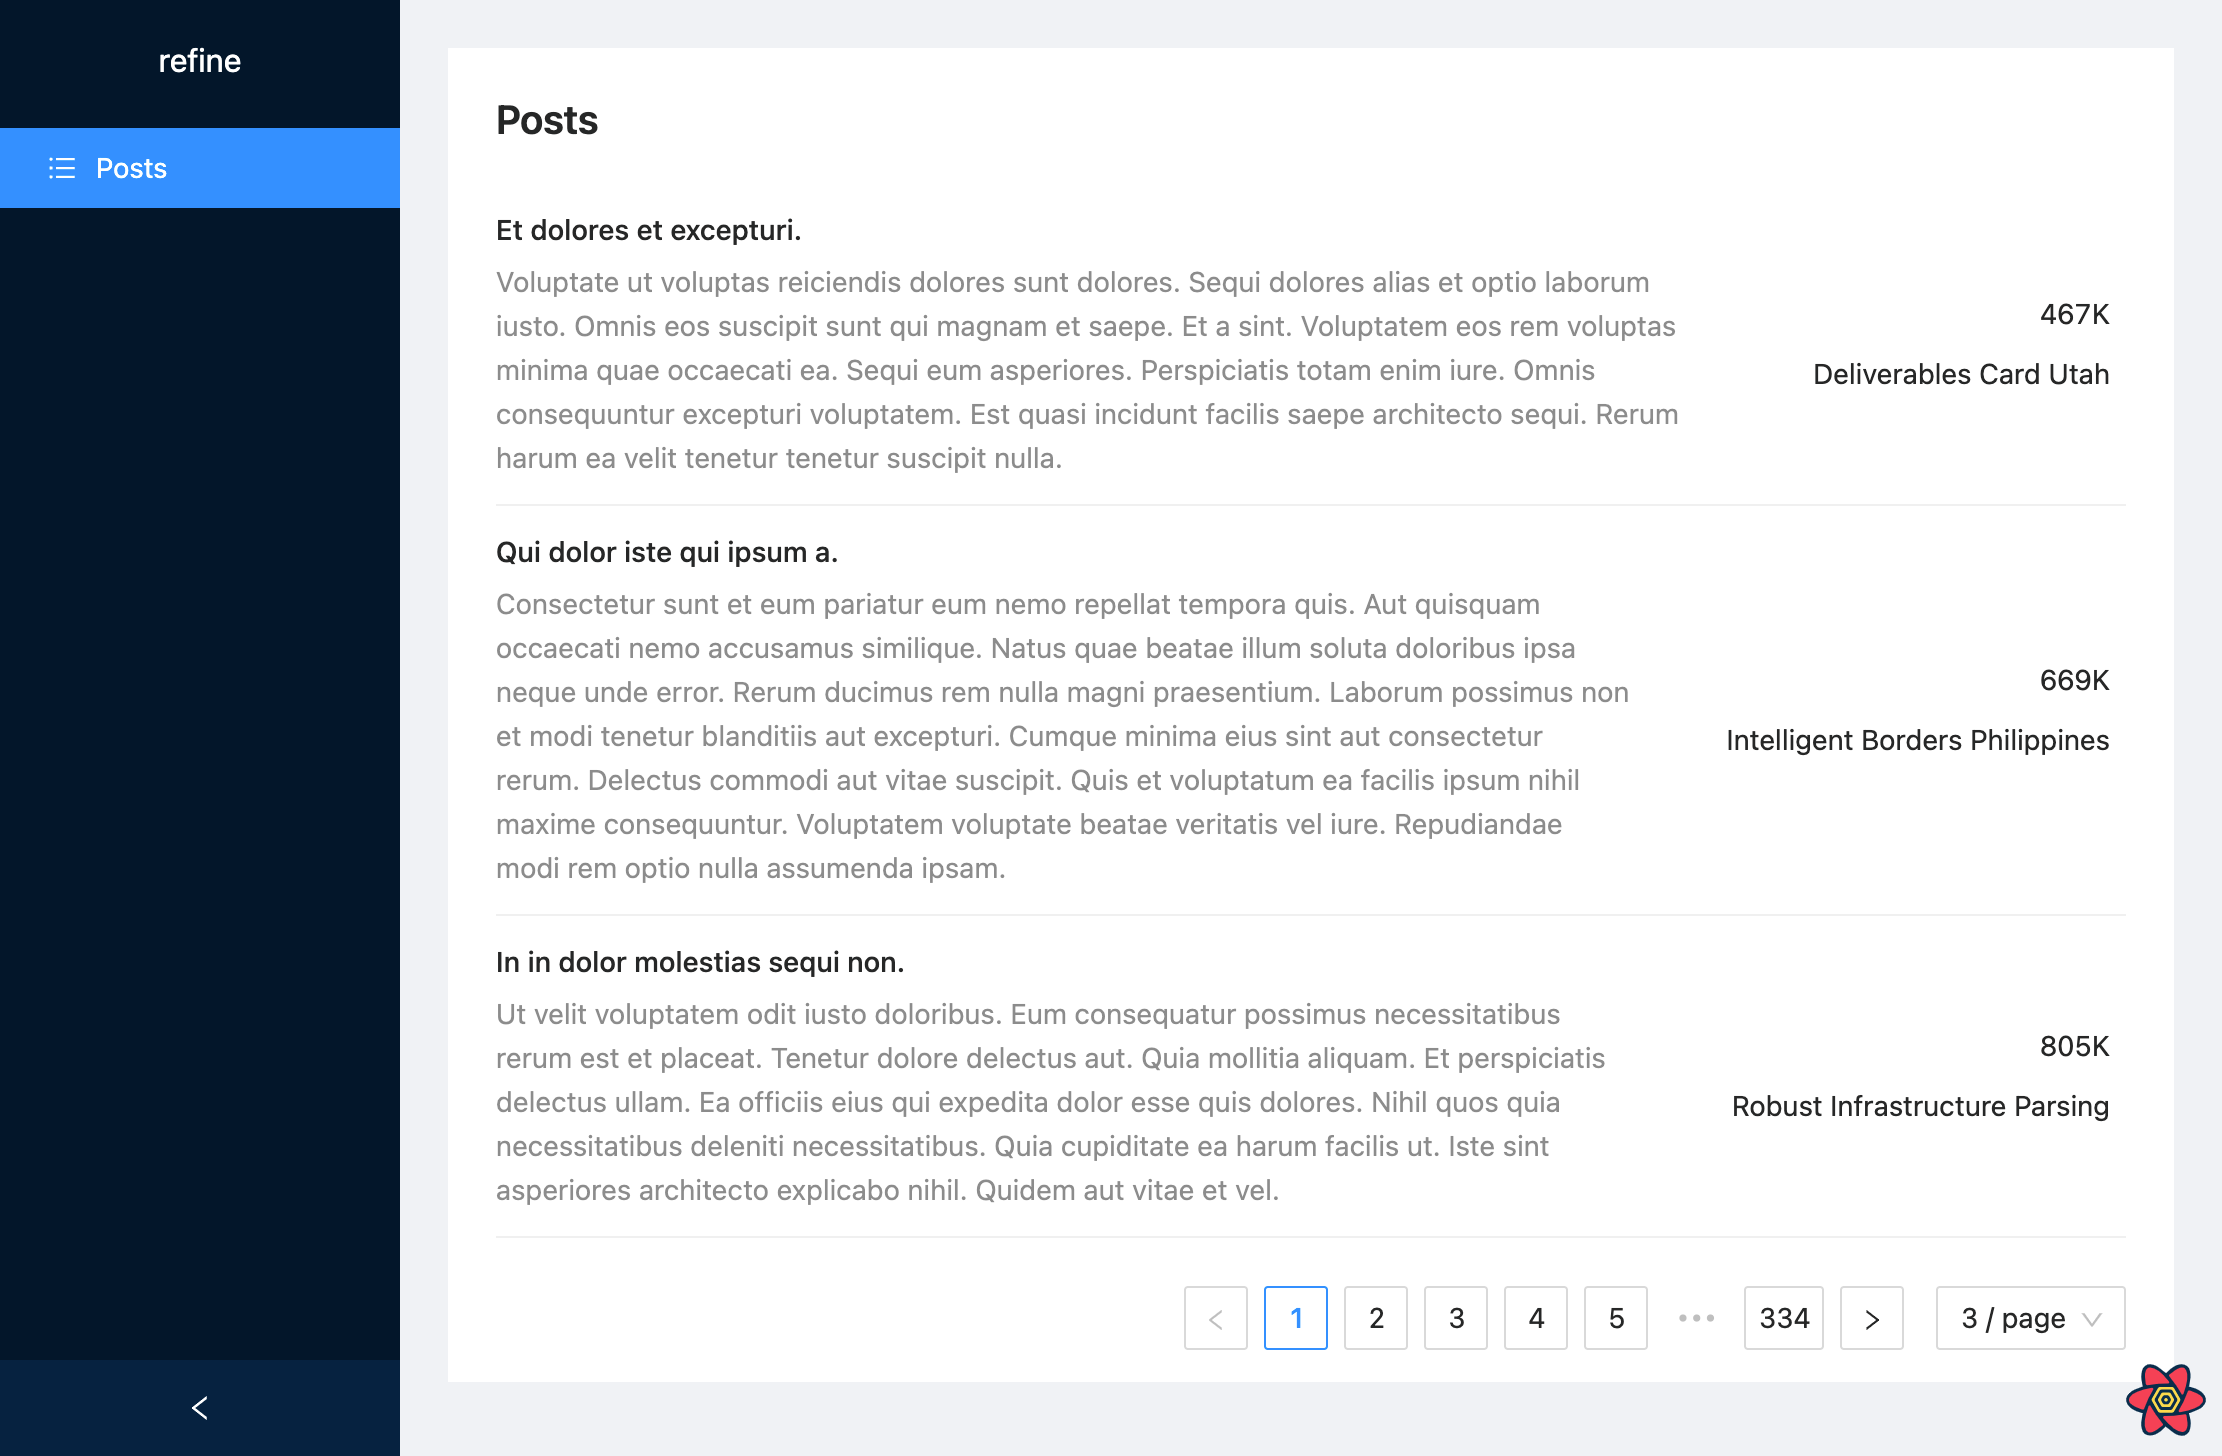 refine
Posts
Posts
Et dolores et excepturi.
Voluptate ut voluptas reiciendis dolores sunt dolores. Sequi dolores alias et optio laborum
iusto. Omnis eos suscipit sunt qui magnam et saepe. Et a sint. Voluptatem eos rem voluptas
minima quae occaecati ea. Sequi eum asperiores. Perspiciatis totam enim iure. Omnis
consequuntur excepturi voluptatem. Est quasi incidunt facilis saepe architecto sequi. Rerum
harum ea velit tenetur tenetur suscipit nulla.
467K
Deliverables Card Utah
Qui dolor iste qui ipsum a.
Consectetur sunt et eum pariatur eum nemo repellat tempora quis. Aut quisquam
occaecati nemo accusamus similique. Natus quae beatae illum soluta doloribus ipsa
neque unde error. Rerum ducimus rem nulla magni praesentium. Laborum possimus non
et modi tenetur blanditiis aut excepturi. Cumque minima eius sint aut consectetur
rerum. Delectus commodi aut vitae suscipit. Quis et voluptatum ea facilis ipsum nihil
maxime consequuntur. Voluptatem voluptate beatae veritatis vel iure. Repudiandae
modi rem optio nulla assumenda ipsam.
669K
Intelligent Borders Philippines
In in dolor molestias sequi non.
Ut velit voluptatem odit iusto doloribus. Eum consequatur possimus necessitatibus
rerum est et placeat. Tenetur dolore delectus aut. Quia mollitia aliquam. Et perspiciatis
delectus ullam. Ea officiis eius qui expedita dolor esse quis dolores. Nihil quos quia
necessitatibus deleniti necessitatibus. Quia cupiditate ea harum facilis ut. Iste sint
asperiores architecto explicabo nihil. Quidem aut vitae et vel.
805K
Robust Infrastructure Parsing
1 2 3 4 5 ••• 334 3 / page